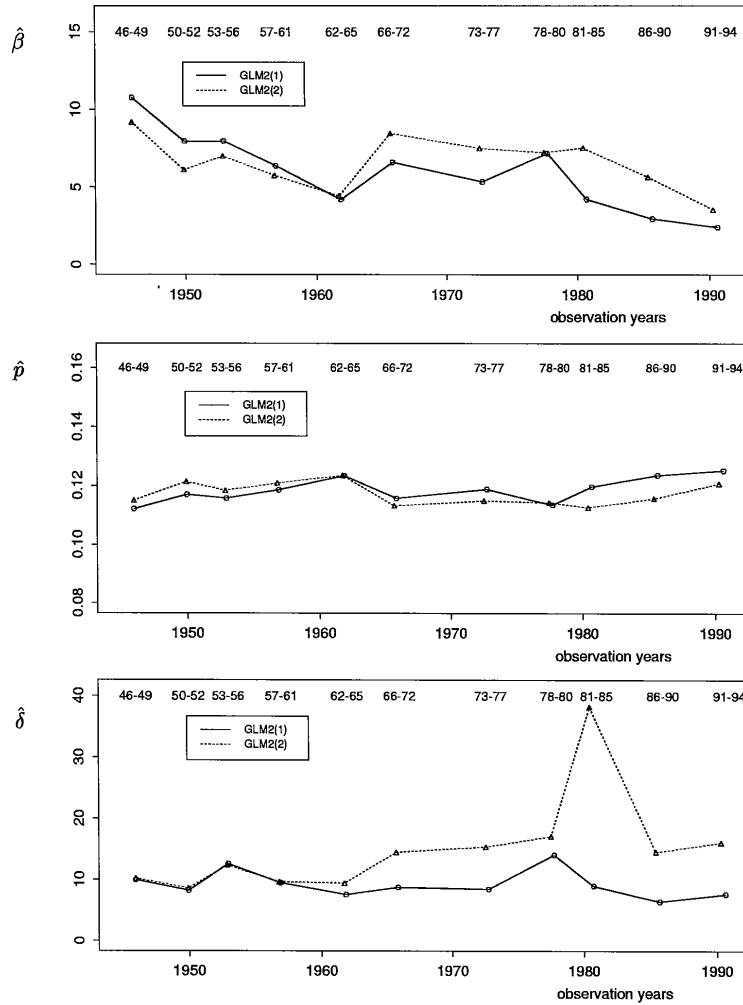 β̂
15
10
5
0
46-49 50-52 53-56 57-61 62-65 66-72 73-77 78-80 81-85 86-90 91-94
GLM2(1)
GLM2(2)
1950 1960 1970 1980 1990
observation years
p̂
0.16
0.14
0.12
0.10
0.08
46-49 50-52 53-56 57-61 62-65 66-72 73-77 78-80 81-85 86-90 91-94
GLM2(1)
GLM2(2)
1950 1960 1970 1980 1990
observation years
δ̂
40
30
20
10
0
46-49 50-52 53-56 57-61 62-65 66-72 73-77 78-80 81-85 86-90 91-94
GLM2(1)
GLM2(2)
1950 1960 1970 1980 1990
observation years